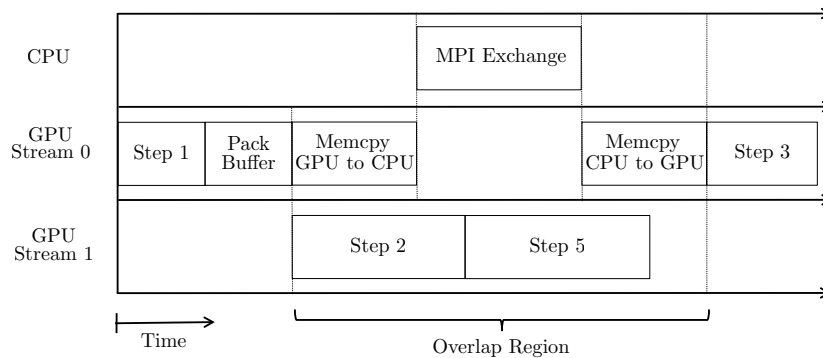 CPU
MPI Exchange
GPU
Stream 0
Step 1
Pack
Buffer
Memcpy
GPU to CPU
Memcpy
CPU to GPU
Step 3
GPU
Stream 1
Step 2
Step 5
Time
Overlap Region